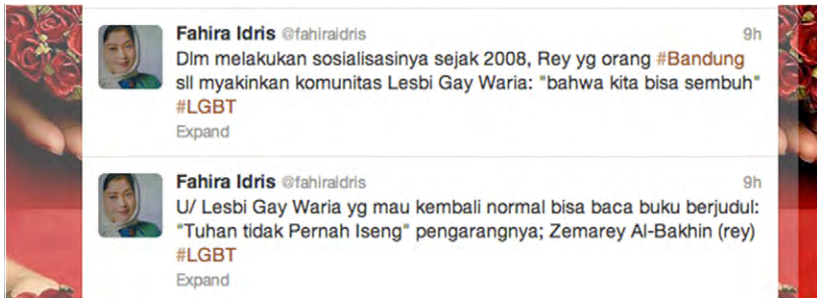 Fahira Idris @fahiraidris 9h
Dlm melakukan sosialisasinya sejak 2008, Rey yg orang #Bandung
sll myakinkan komunitas Lesbi Gay Waria: "bahwa kita bisa sembuh"
#LGBT
Expand
Fahira Idris @fahiraidris 9h
U/ Lesbi Gay Waria yg mau kembali normal bisa baca buku berjudul:
"Tuhan tidak Pernah Iseng" pengarangnya; Zemarey Al-Bakhin (rey)
#LGBT
Expand